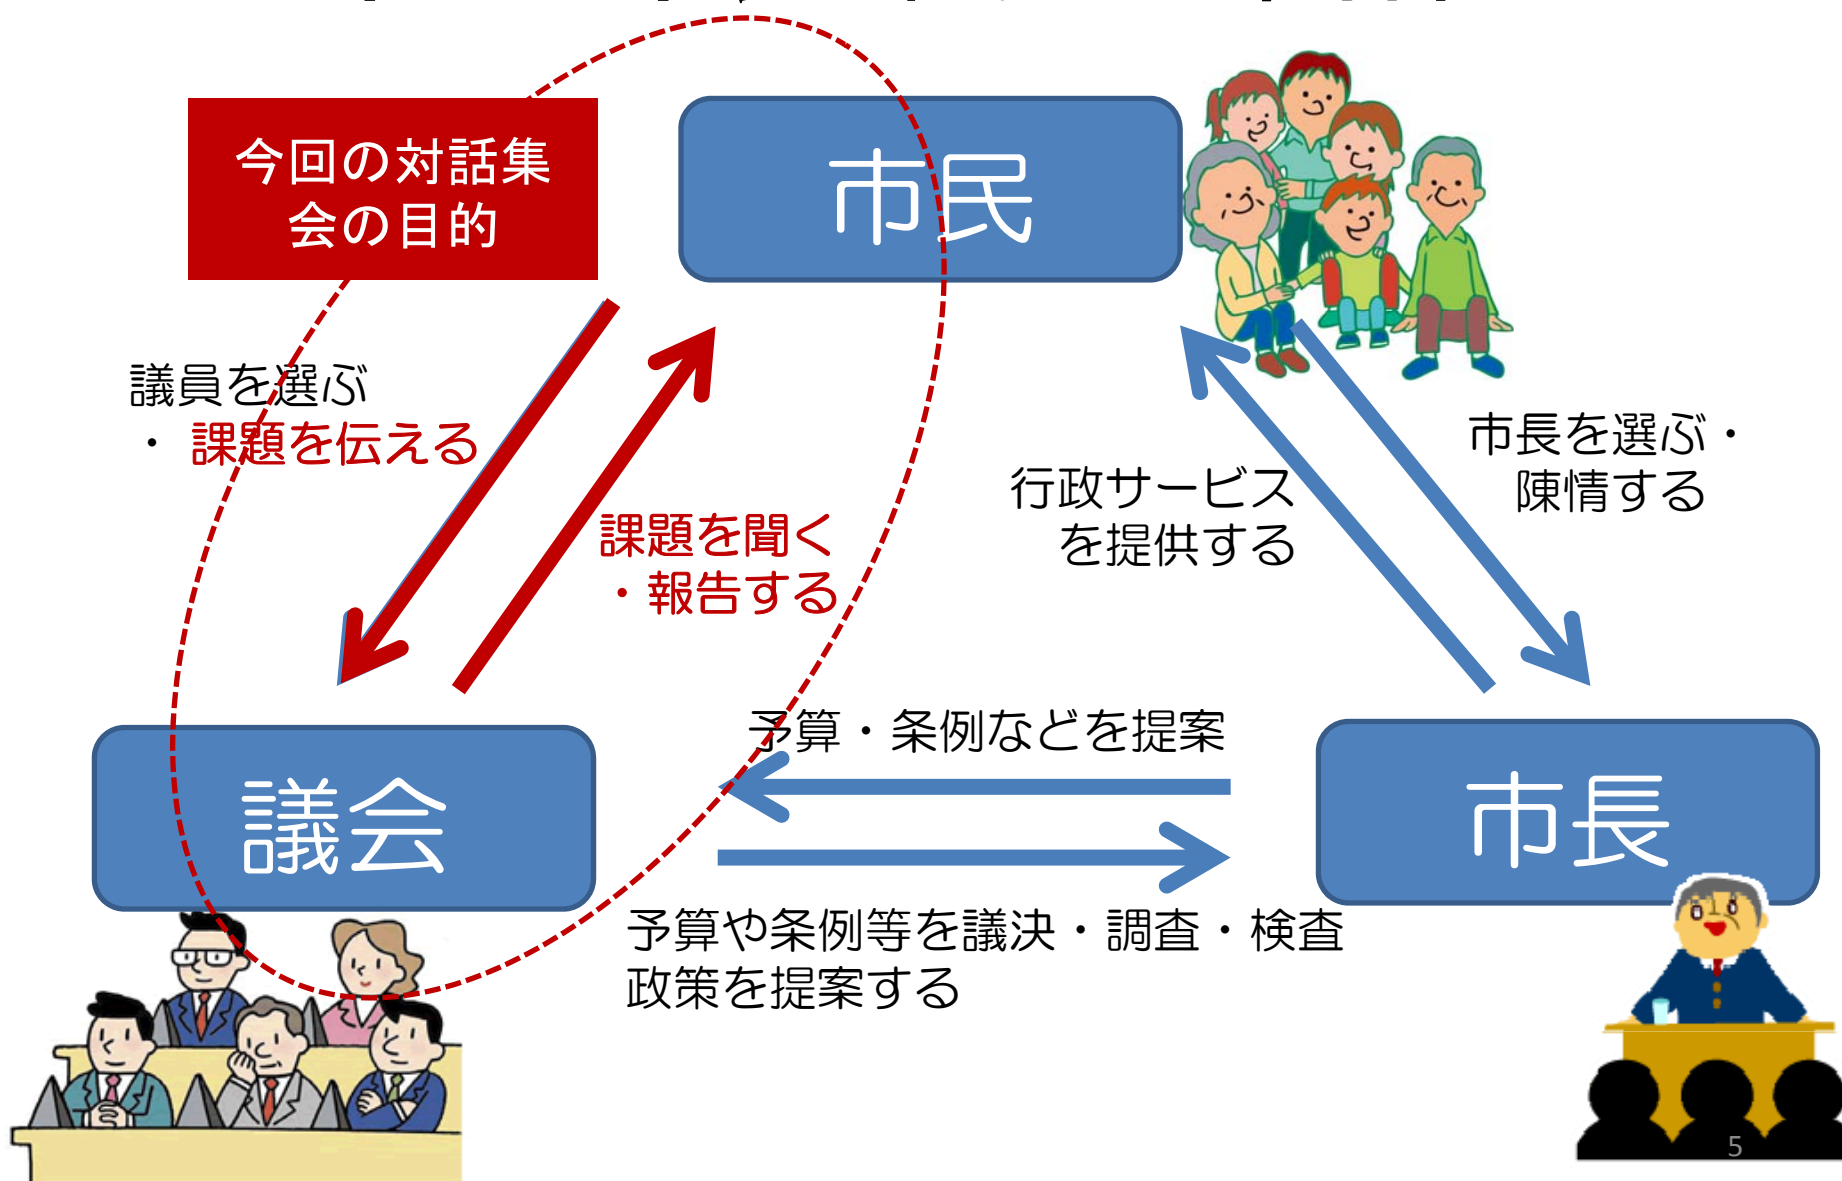 今回の対話集
会の目的
市民
議員を選ぶ
・ 課題を伝える
課題を聞く
・報告する
行政サービス
を提供する
市長を選ぶ・
陳情する
予算・条例などを提案
議会
市長
予算や条例等を議決・調査・検査
政策を提案する
5